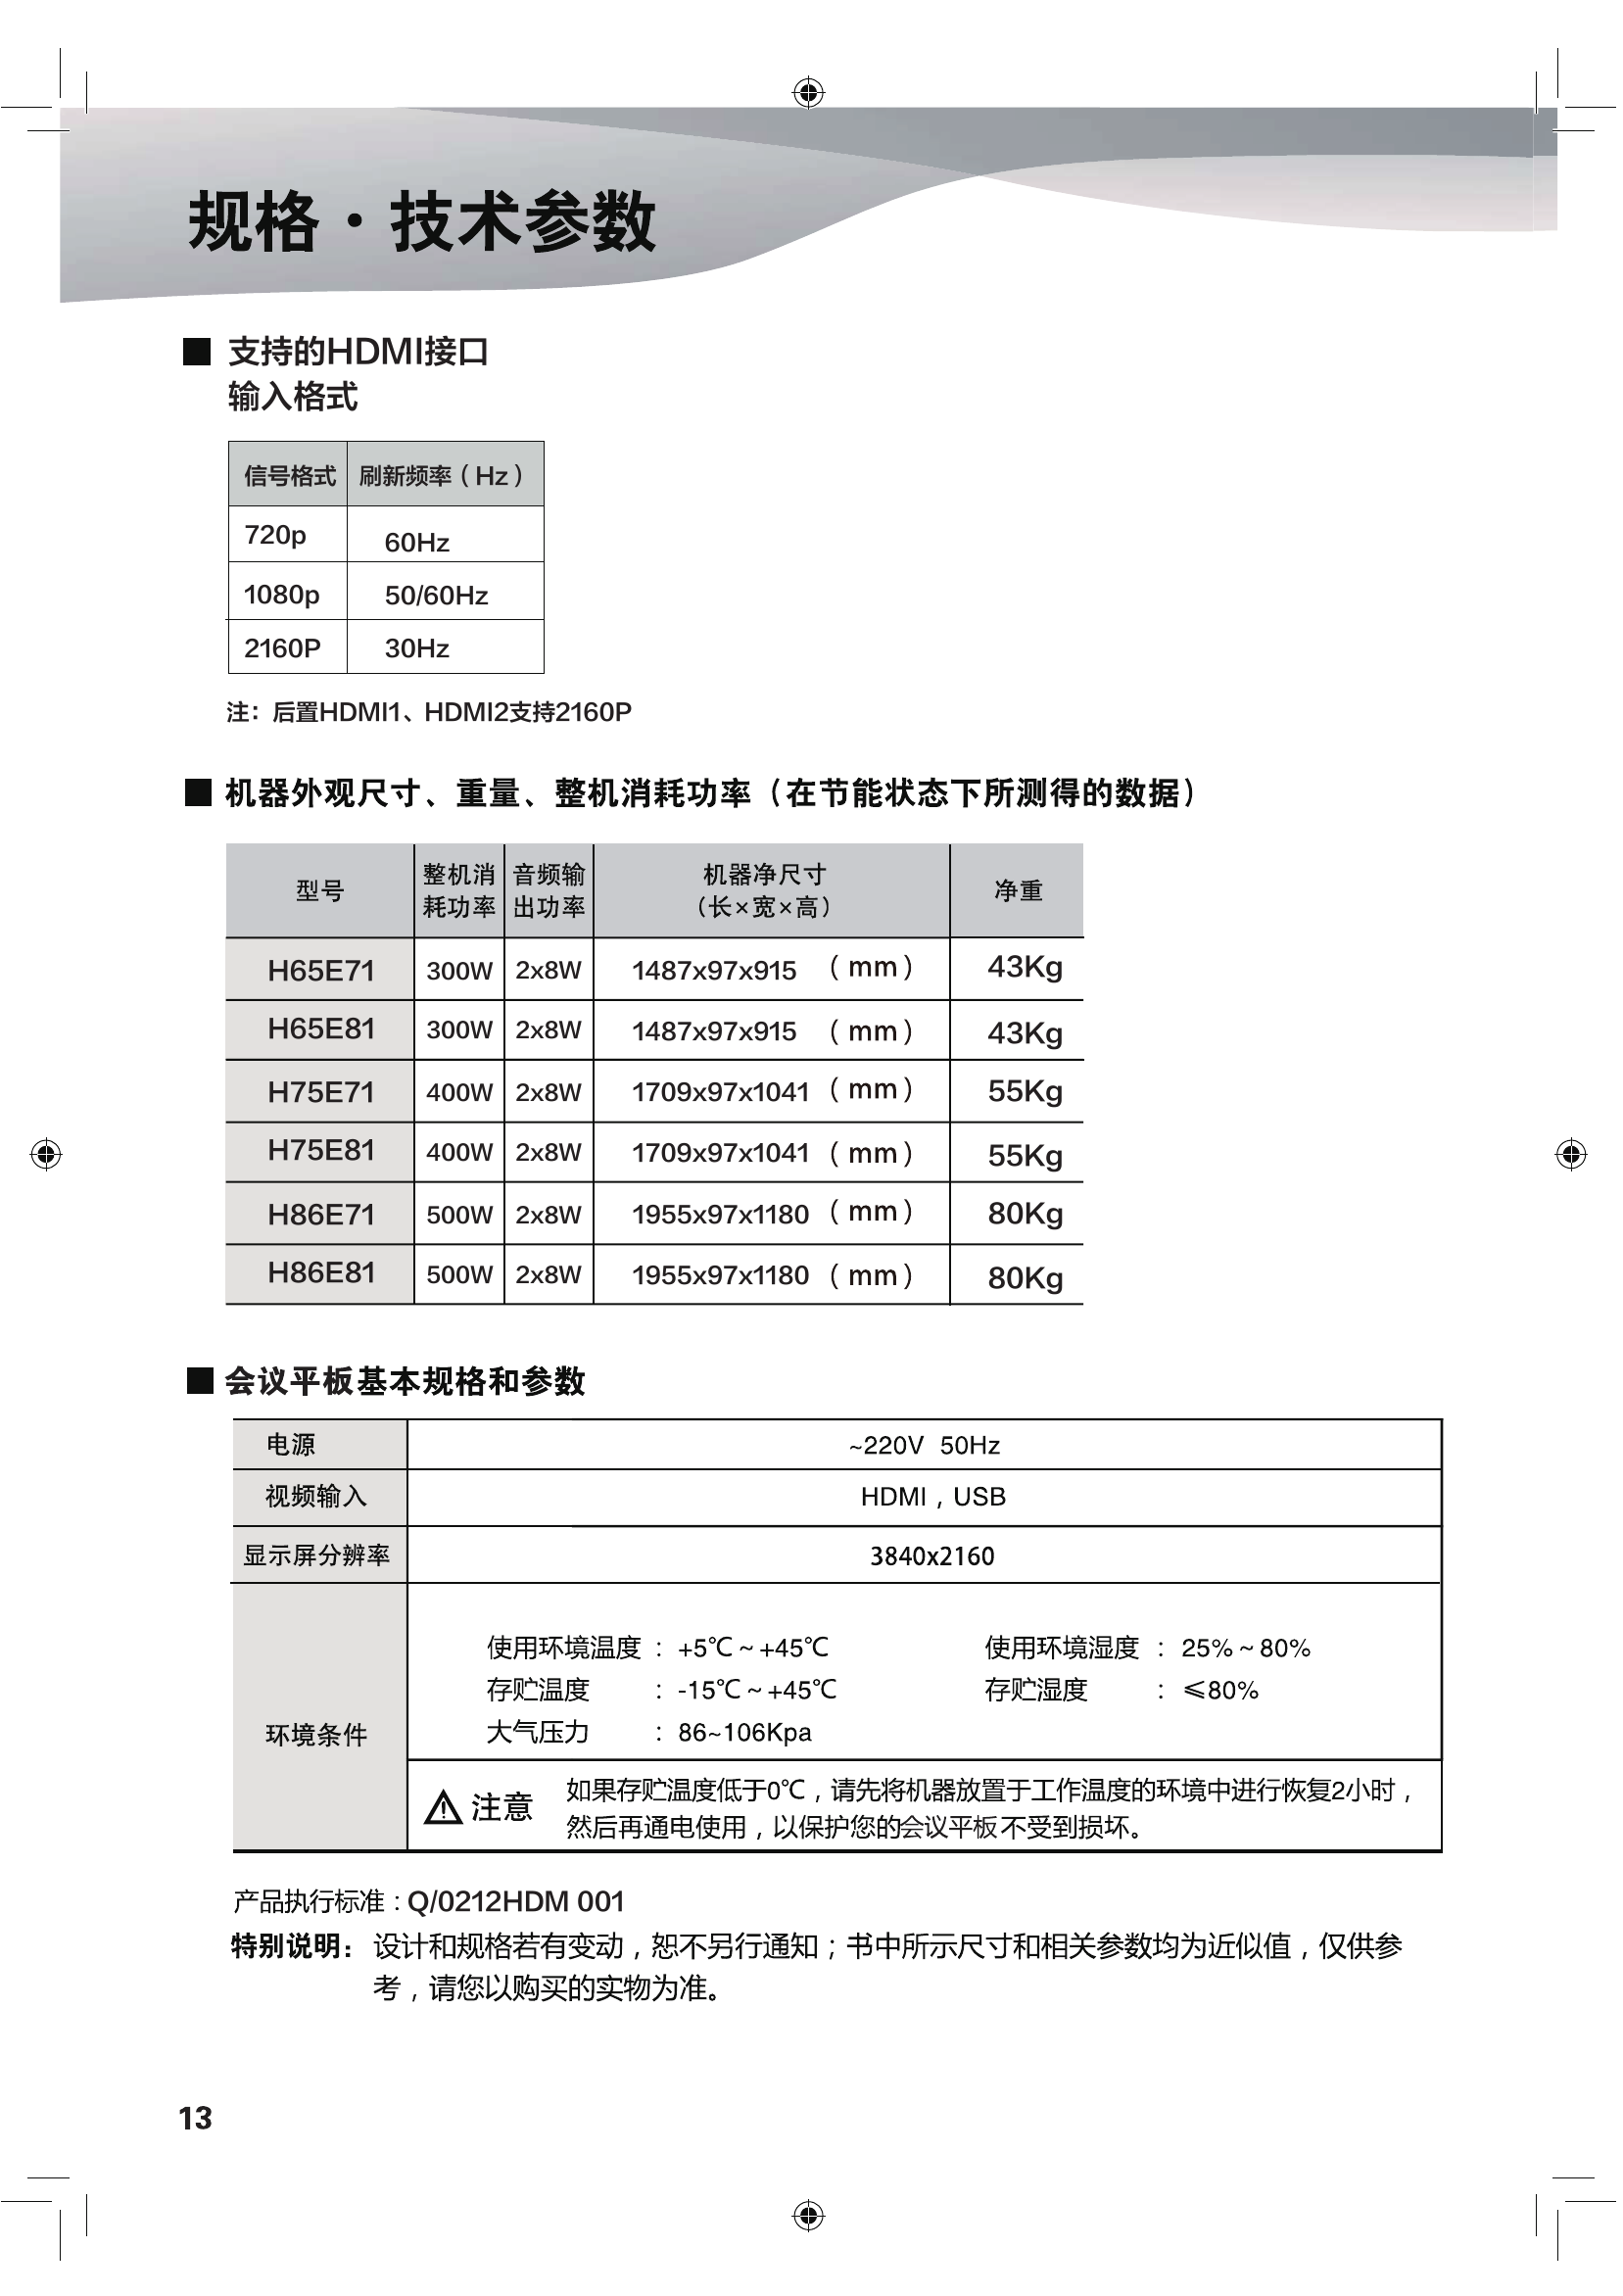 规格·技术参数
■ 支持的HDMI接口
输入格式
信号格式 刷新频率（Hz）
720p 60Hz
1080p 50/60Hz
2160P 30Hz
注：后置HDMI1、HDMI2支持2160P
■ 机器外观尺寸、重量、整机消耗功率（在节能状态下所测得的数据）
型号 整机消耗功率 音频输出功率 机器净尺寸（长×宽×高） 净重
H65E71 300W 2x8W 1487x97x915 （mm） 43Kg
H65E81 300W 2x8W 1487x97x915 （mm） 43Kg
H75E71 400W 2x8W 1709x97x1041 （mm） 55Kg
H75E81 400W 2x8W 1709x97x1041 （mm） 55Kg
H86E71 500W 2x8W 1955x97x1180 （mm） 80Kg
H86E81 500W 2x8W 1955x97x1180 （mm） 80Kg
■ 会议平板基本规格和参数
电源 ~220V 50Hz
视频输入 HDMI，USB
显示屏分辨率 3840x2160
环境条件
使用环境温度 ：+5℃～+45℃ 使用环境湿度 ：25%～80%
存贮温度 ：-15℃～+45℃ 存贮湿度 ：≤80%
大气压力 ：86~106Kpa
注意 如果存贮温度低于0℃，请先将机器放置于工作温度的环境中进行恢复2小时，
然后再通电使用，以保护您的会议平板不受到损坏。
产品执行标准：Q/0212HDM 001
特别说明：设计和规格若有变动，恕不另行通知；书中所示尺寸和相关参数均为近似值，仅供参
考，请您以购买的实物为准。
13